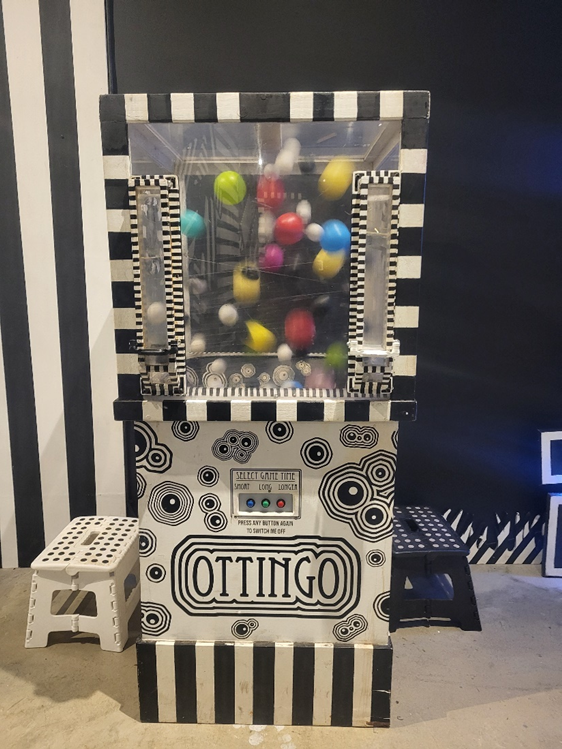 SELECT GAME TIME
SHORT LONG LONGER
PRESS ANY BUTTON AGAIN
TO SWITCH ME OFF
OTTINGO